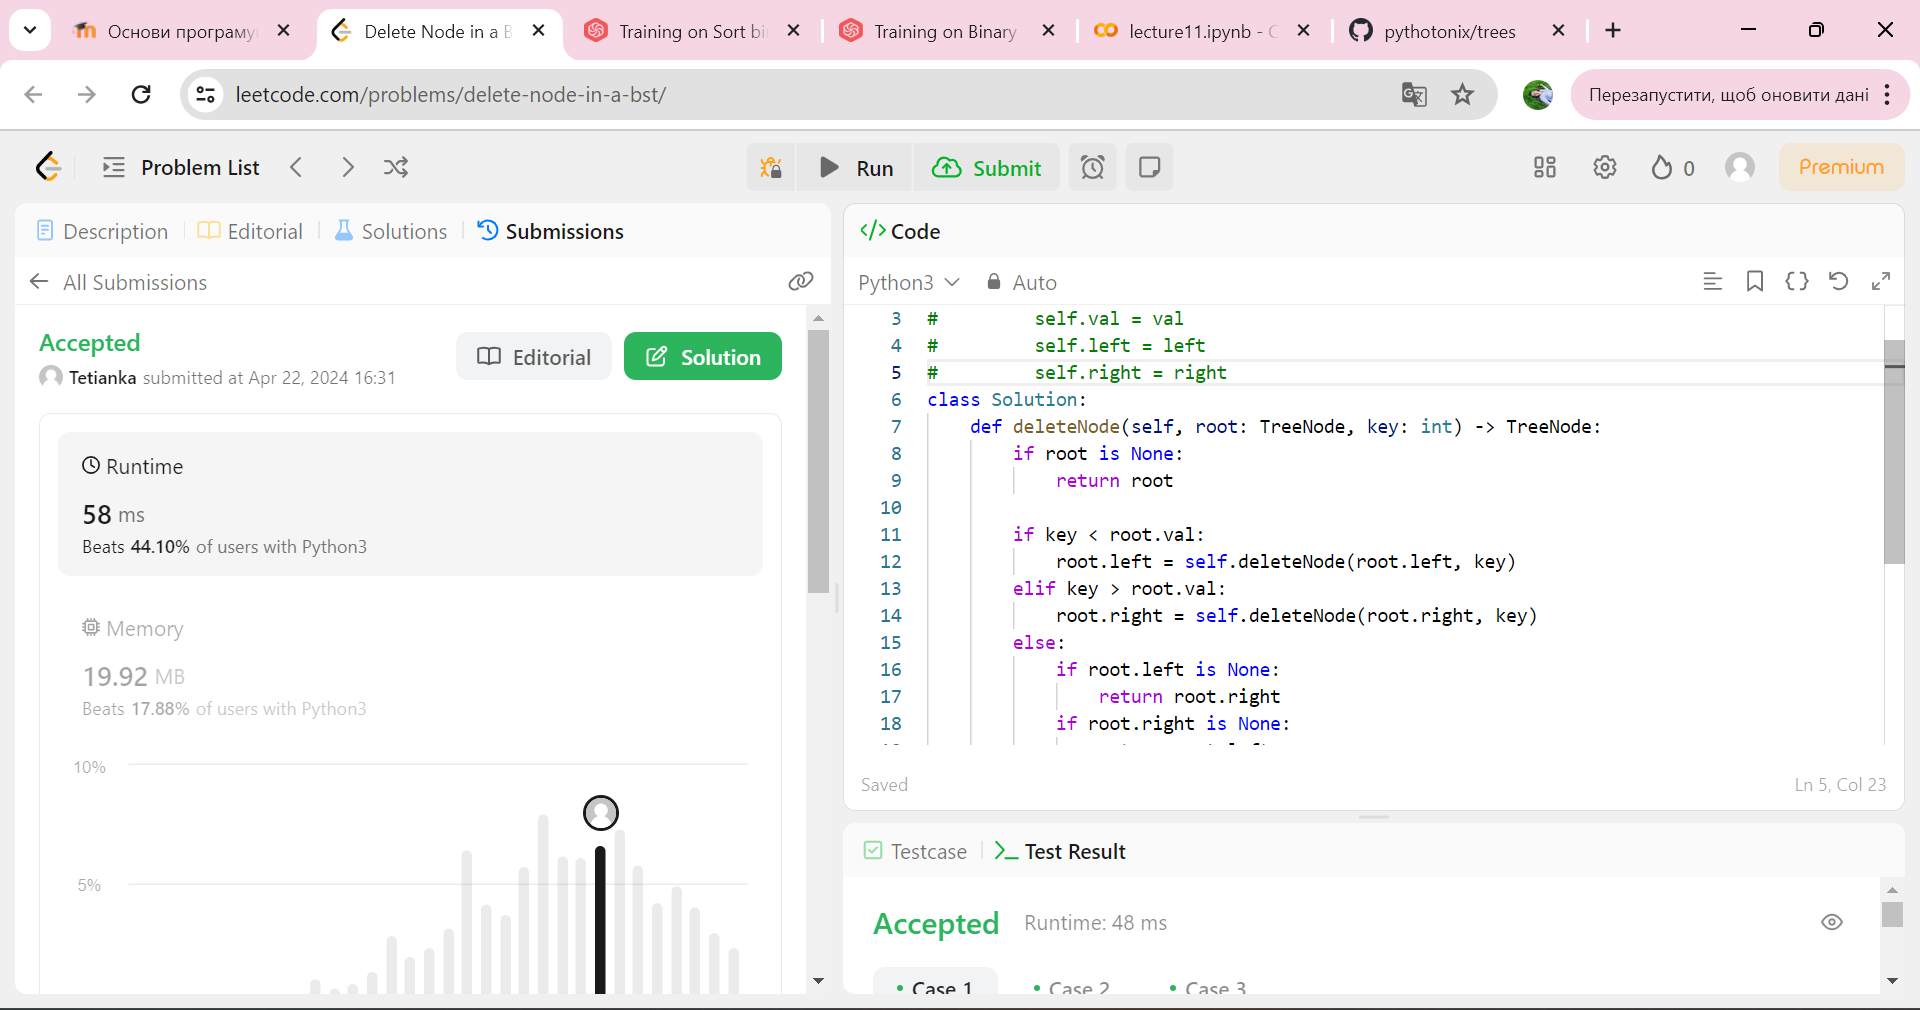 Основи програму
Delete Node in a B
Training on Sort bi
Training on Binary
lecture11.ipynb - C
pythotonix/trees
leetcode.com/problems/delete-node-in-a-bst/
Перезапустити, щоб оновити дані
Problem List
Run
Submit
0
Premium
Description
Editorial
Solutions
Submissions
All Submissions
Accepted
Editorial
Solution
Tetianka submitted at Apr 22, 2024 16:31
Runtime
58 ms
Beats 44.10% of users with Python3
Memory
19.92 MB
Beats 17.88% of users with Python3
10%
5%
</> Code
Python3
Auto
3 #         self.val = val
4 #         self.left = left
5 #         self.right = right
6 class Solution:
7     def deleteNode(self, root: TreeNode, key: int) -> TreeNode:
8         if root is None:
9             return root
10
11         if key < root.val:
12             root.left = self.deleteNode(root.left, key)
13         elif key > root.val:
14             root.right = self.deleteNode(root.right, key)
15         else:
16             if root.left is None:
17                 return root.right
18             if root.right is None:
Saved
Ln 5, Col 23
Testcase
Test Result
Accepted
Runtime: 48 ms
• Case 1
• Case 2
• Case 3